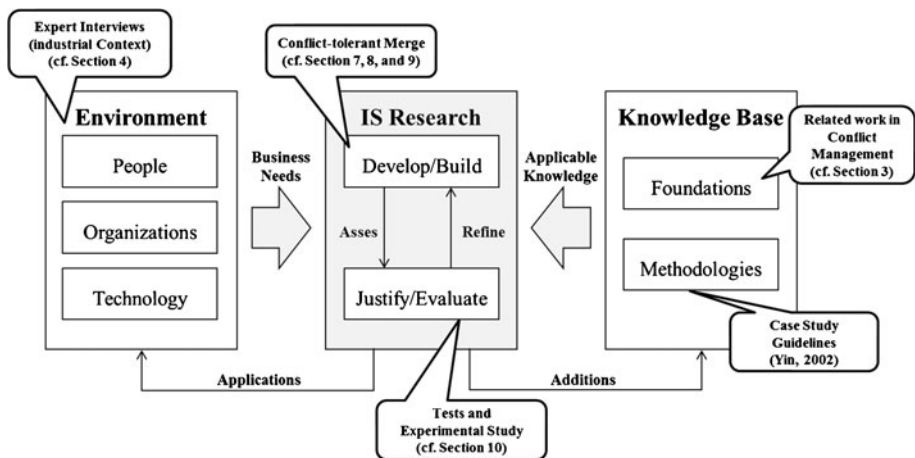 Expert Interviews
(industrial Context)
(cf. Section 4)
Conflict-tolerant Merge
(cf. Section 7, 8, and 9)
Environment
People
Organizations
Technology
Business
Needs
IS Research
Develop/Build
Asses
Refine
Justify/Evaluate
Applicable
Knowledge
Knowledge Base
Foundations
Methodologies
Related work in
Conflict
Management
(cf. Section 3)
Case Study
Guidelines
(Yin, 2002)
Applications
Additions
Tests and
Experimental Study
(cf. Section 10)